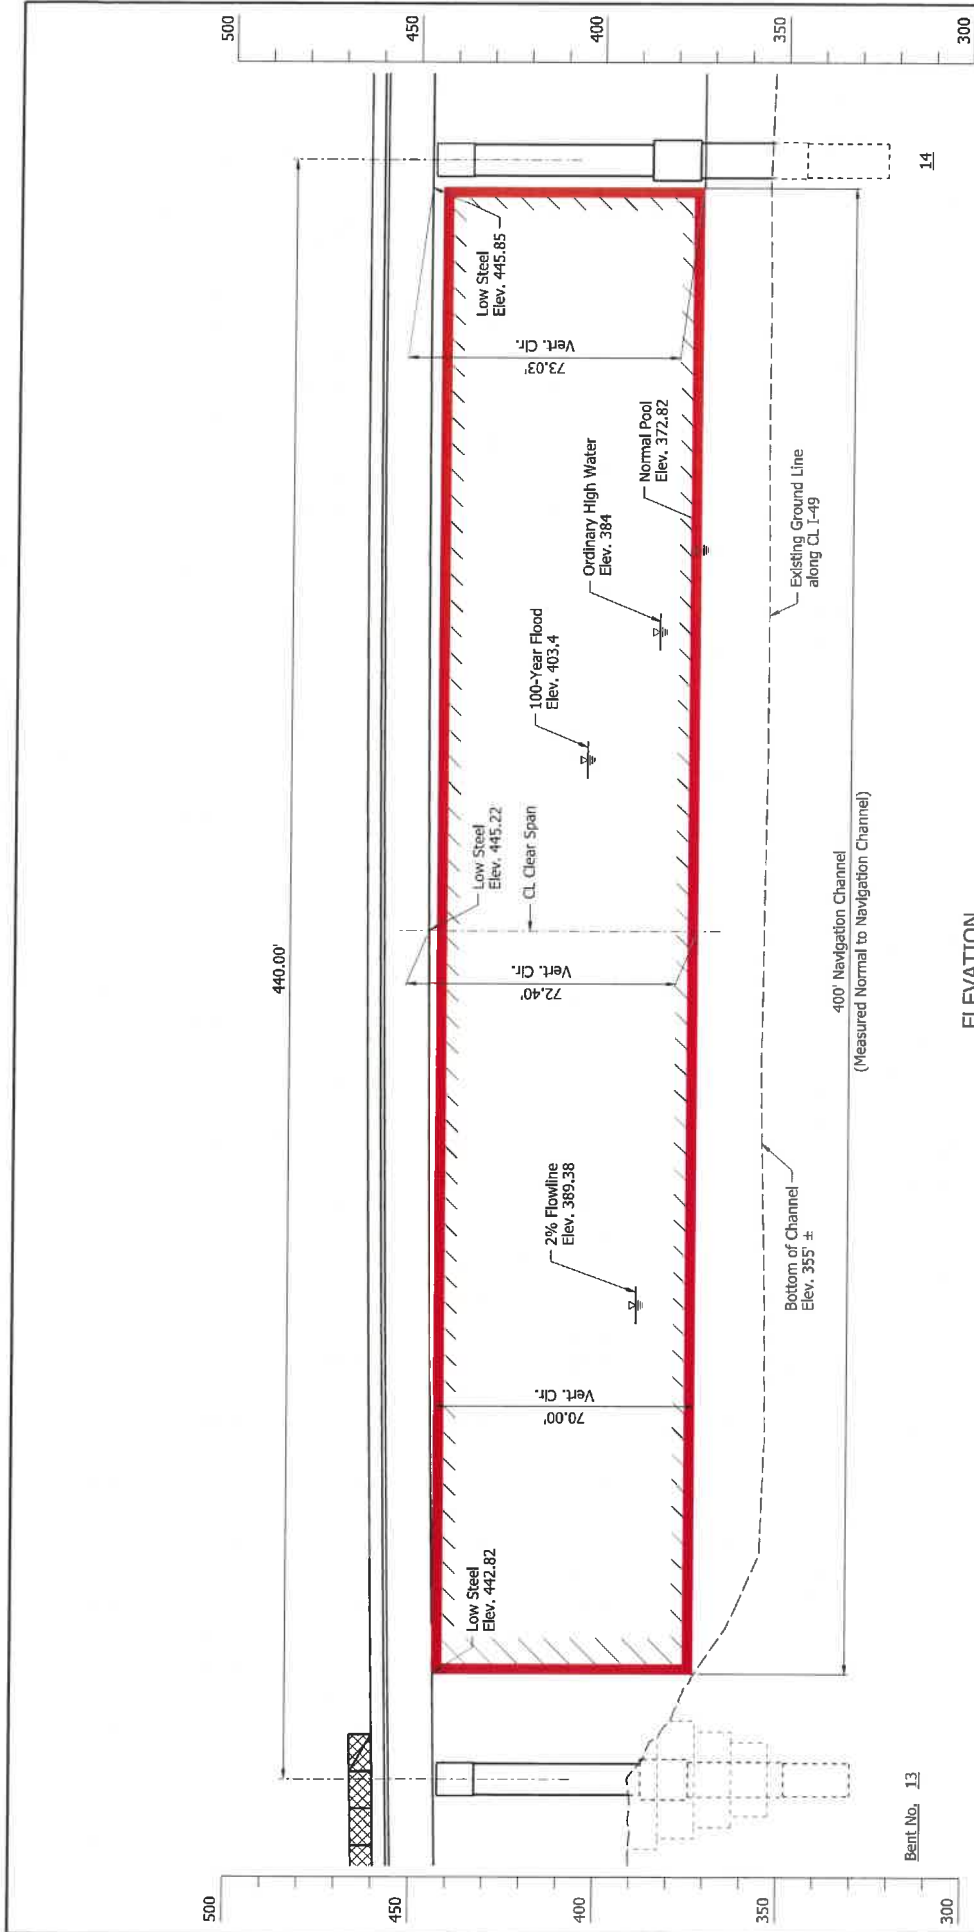 500
450
400
350
300
440.00'
Low Steel
Elev. 442.82
70.00'
Vert. Clr.
2% Flowline
Elev. 389.38
72.40'
Vert. Clr.
Low Steel
Elev. 445.22
CL Clear Span
100-Year Flood
Elev. 403.4
Ordinary High Water
Elev. 384
Normal Pool
Elev. 372.82
73.03'
Vert. Clr.
Low Steel
Elev. 445.85
Bottom of Channel
Elev. 355' ±
Existing Ground Line
along CL I-49
400' Navigation Channel
(Measured Normal to Navigation Channel)
Bent No. 13
14
ELEVATION
500
450
400
350
300